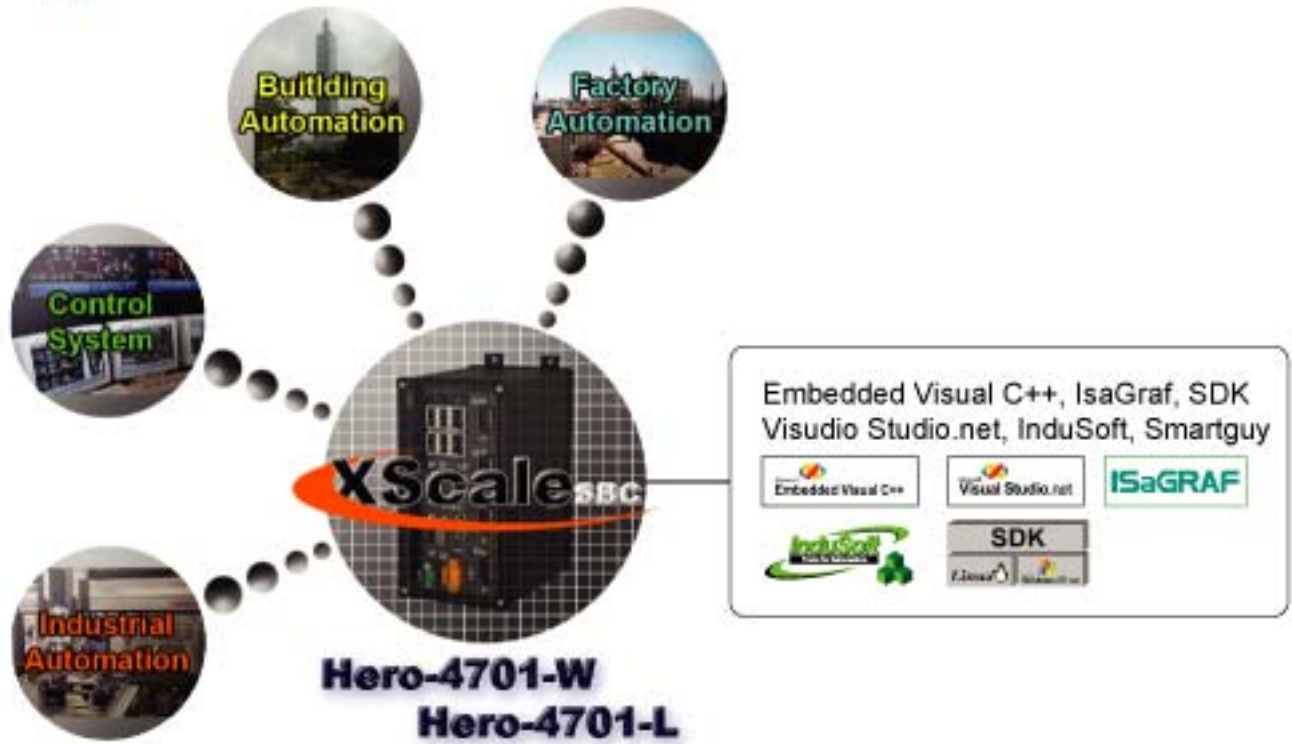 Buitlding
Automation
Factory
Automation
Control
System
Industrial
Automation
XScale SBC
Hero-4701-W
Hero-4701-L
Embedded Visual C++, IsaGraf, SDK
Visudio Studio.net, InduSoft, Smartguy
Embedded Visual C++
Visual Studio.net
ISaGRAF
InduSoft
SDK
Linux